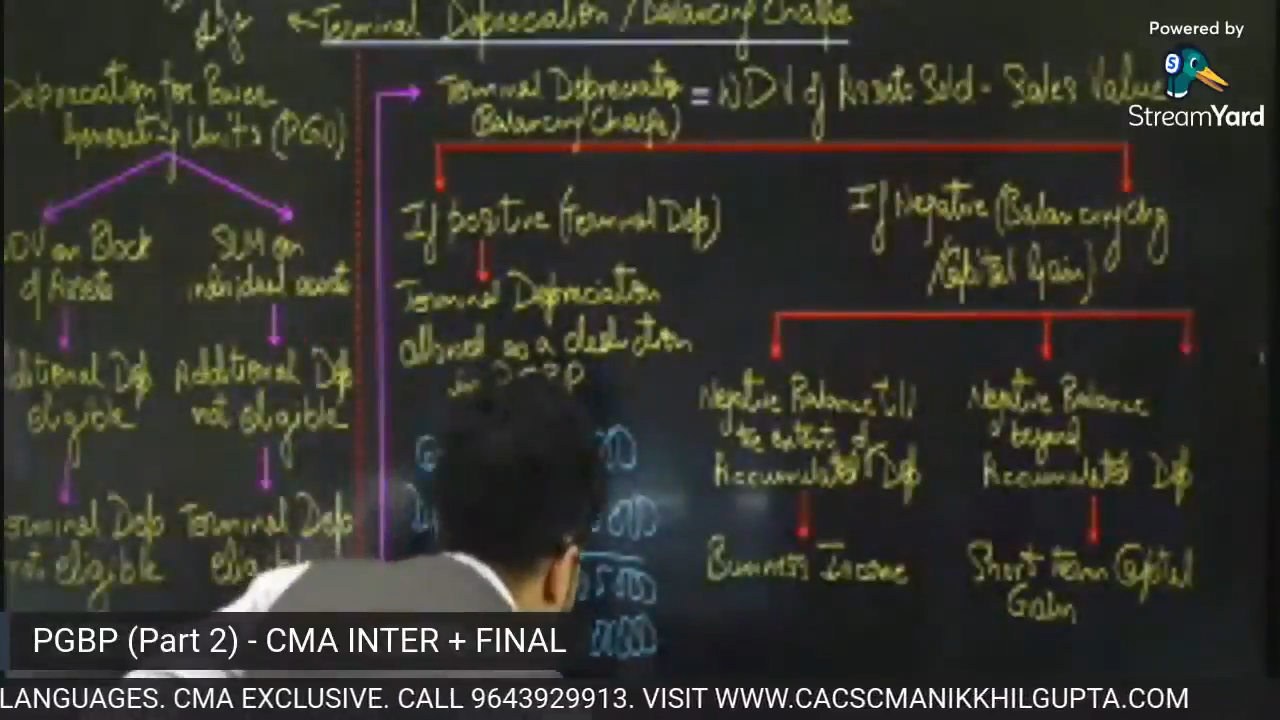 Terminal Depreciation / Balancing Charge
Powered by
StreamYard
Depreciation for Power
Generating Units (PGU)
WDV on Block
of Assets
SLM on
individual assets
Additional Dep
eligible
Additional Dep
not eligible
Terminal Dep
not eligible
Terminal Dep
eligible
Terminal Depreciation = WDV of Assets Sold - Sales Value
(Balancing Charge)
If positive (Terminal Dep)
Terminal Depreciation
allowed as a deduction
If Negative (Balancing Chg
/Capital Gain)
Negative Balance till
the extent of
Accumulated Dep
Business Income
Negative Balance
beyond
Accumulated Dep
Short term Capital
Gain
PGBP (Part 2) - CMA INTER + FINAL
LANGUAGES. CMA EXCLUSIVE. CALL 9643929913. VISIT WWW.CACSCMANIKKHILGUPTA.COM